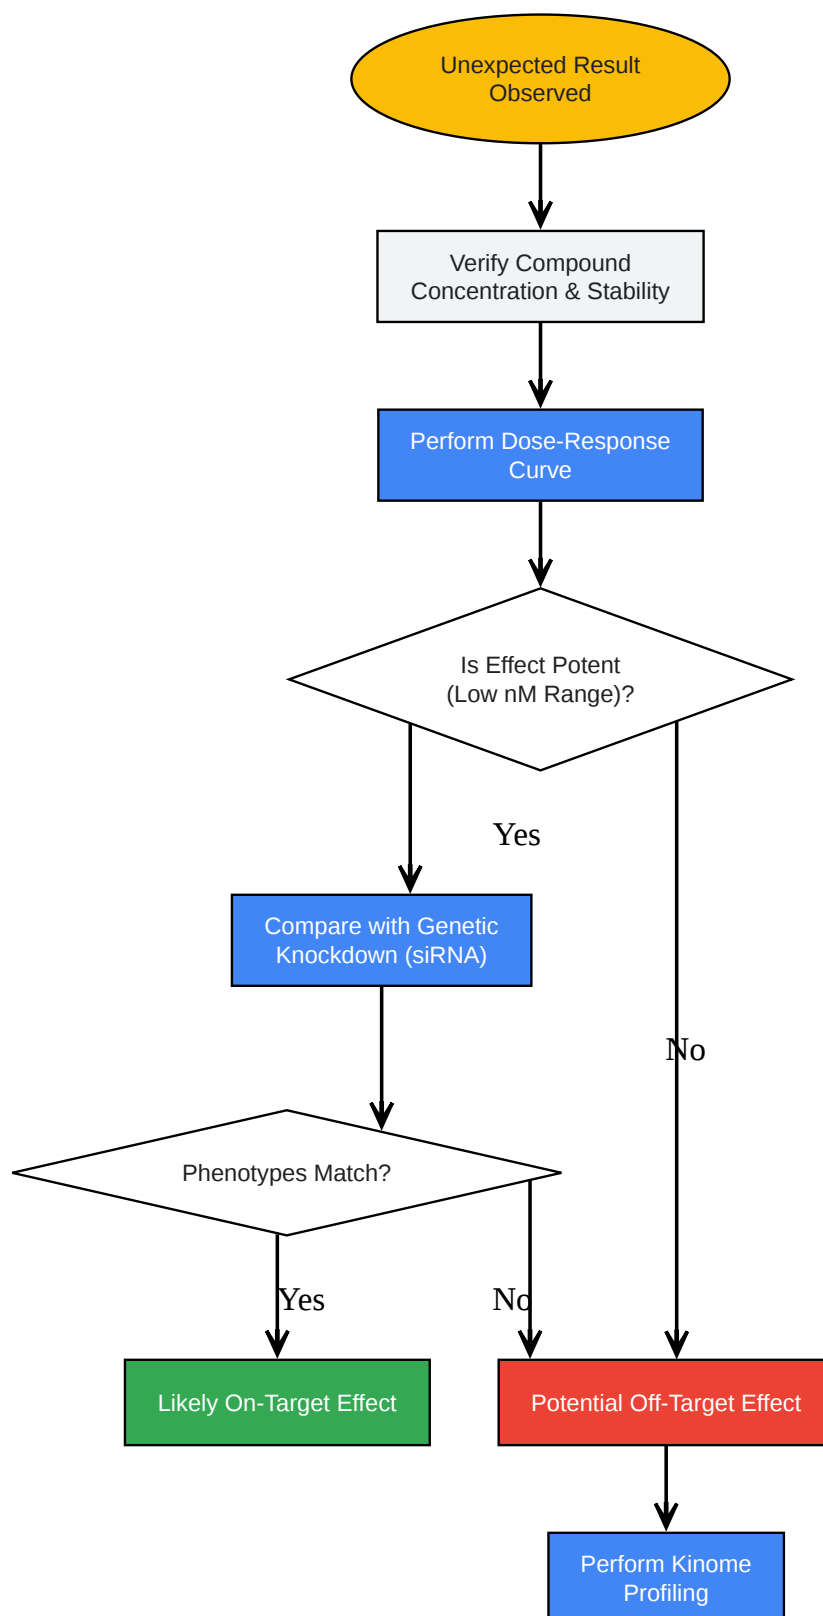 Unexpected Result
Observed
Verify Compound
Concentration & Stability
Perform Dose-Response
Curve
Is Effect Potent
(Low nM Range)?
Yes
Compare with Genetic
Knockdown (siRNA)
No
Phenotypes Match?
Yes
No
Likely On-Target Effect
Potential Off-Target Effect
Perform Kinome
Profiling